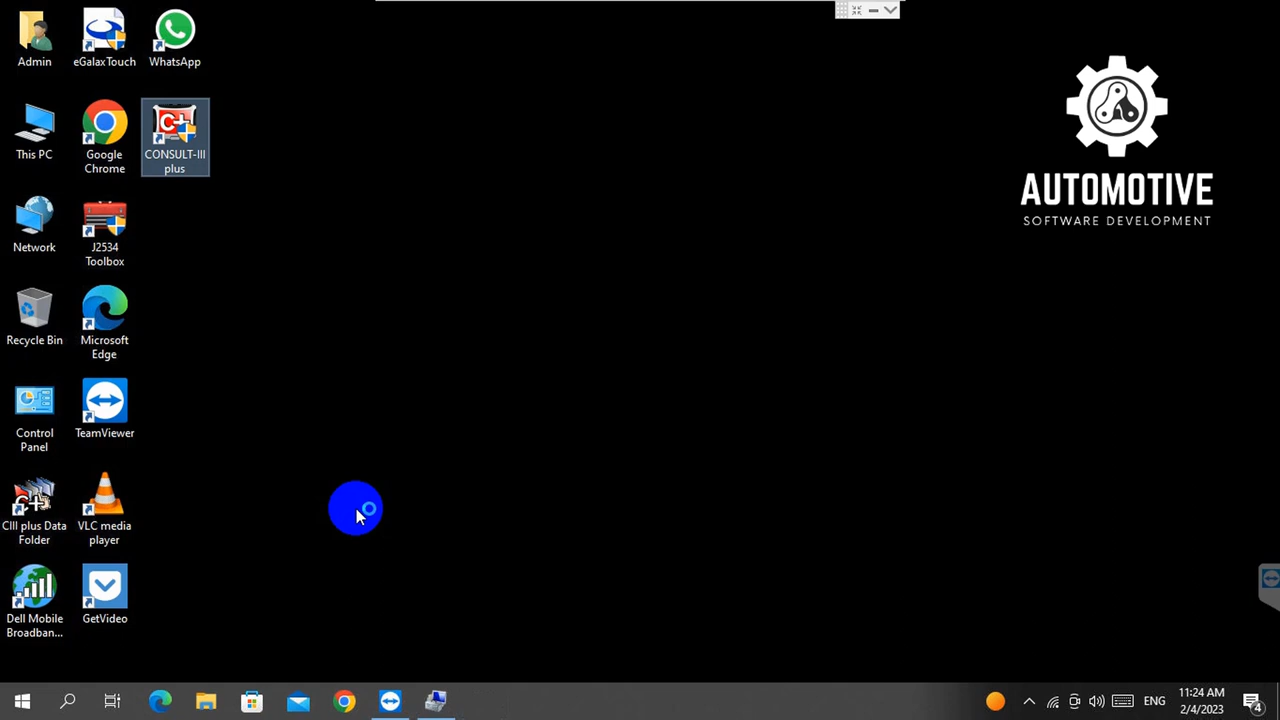 Admin
eGalaxTouch
WhatsApp
This PC
Google
Chrome
C+
CONSULT-III
plus
AUTOMOTIVE
SOFTWARE DEVELOPMENT
Network
J2534
Toolbox
Recycle Bin
Microsoft
Edge
Control
Panel
TeamViewer
C+
CIII plus Data
Folder
VLC media
player
Dell Mobile
Broadban...
GetVideo
ENG
11:24 AM
2/4/2023
4